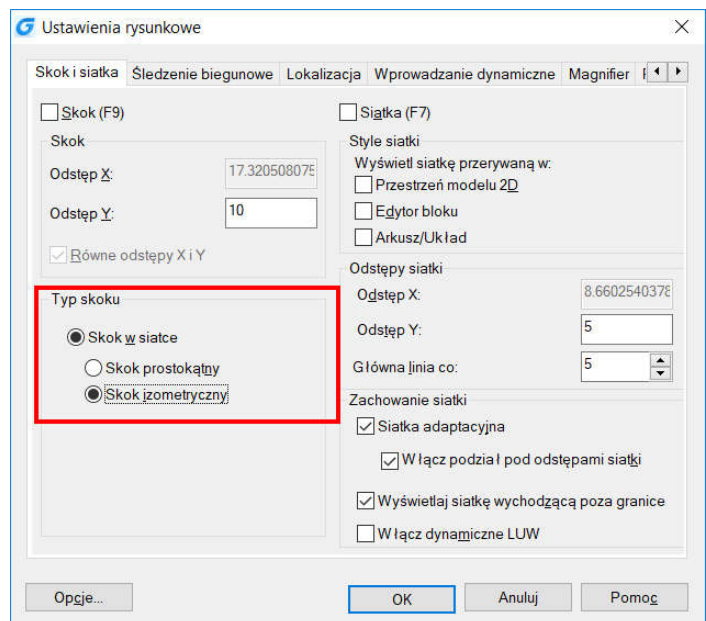 Ustawienia rysunkowe
Skok i siatka
Śledzenie biegunowe
Lokalizacja
Wprowadzanie dynamiczne
Magnifier
Skok (F9)
Skok
Odstęp X:
17.320508075
Odstęp Y:
10
Równe odstępy X i Y
Typ skoku
Skok w siatce
Skok prostokątny
Skok izometryczny
Siatka (F7)
Style siatki
Wyświetl siatkę przerywaną w:
Przestrzeń modelu 2D
Edytor bloku
Arkusz/Układ
Odstępy siatki
Odstęp X:
8.6602540378
Odstęp Y:
5
Główna linia co:
5
Zachowanie siatki
Siatka adaptacyjna
Włącz podział pod odstępami siatki
Wyświetlaj siatkę wychodzącą poza granice
Włącz dynamiczne LUW
Opcje...
OK
Anuluj
Pomoc